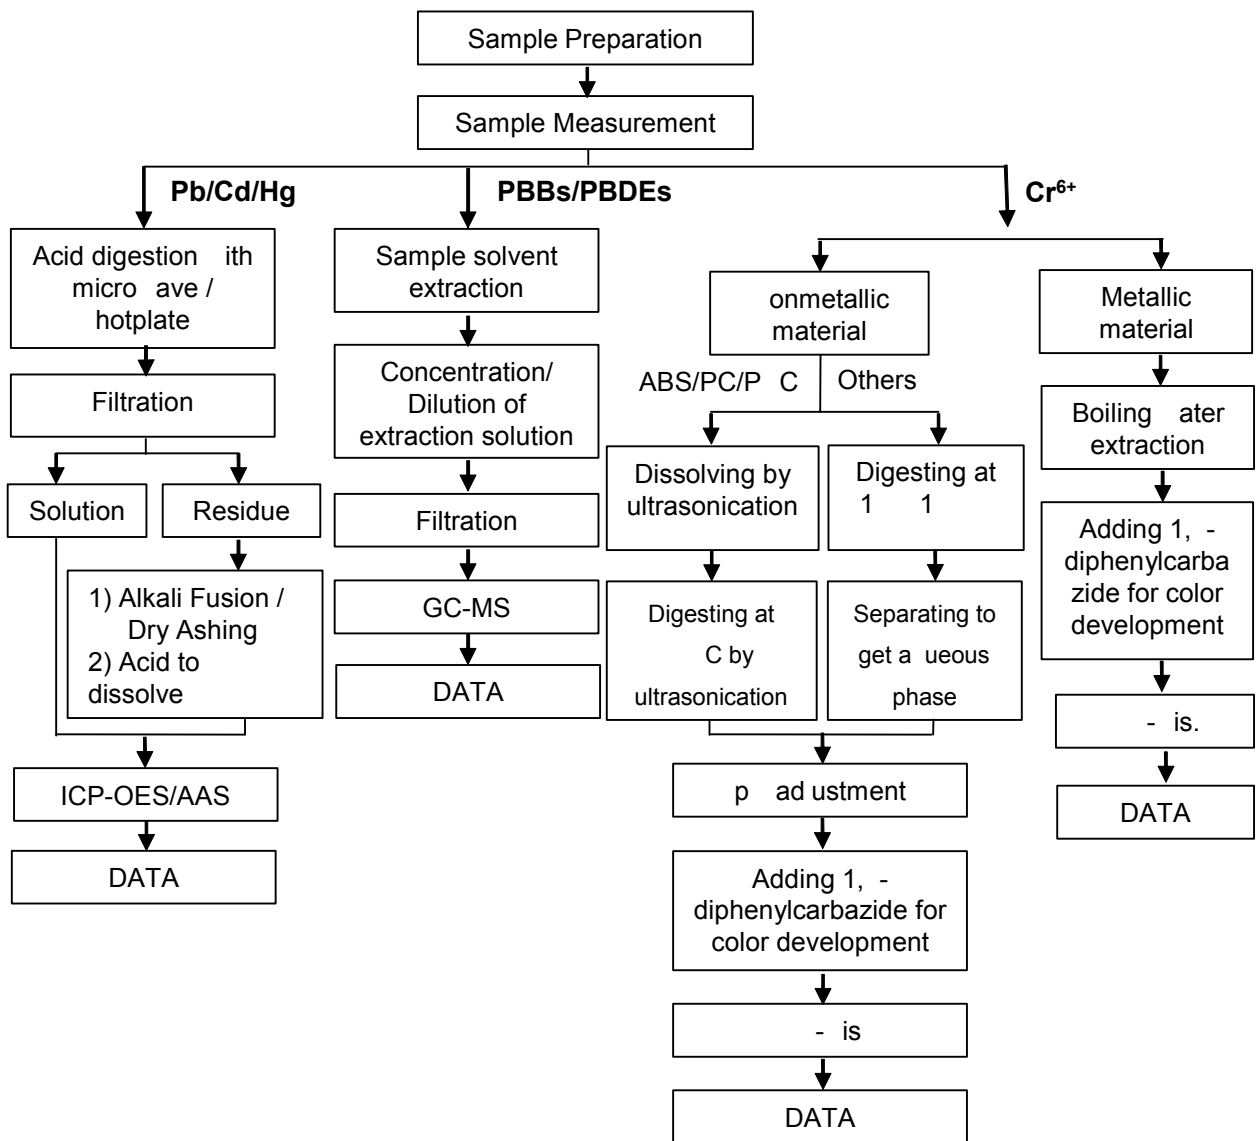 Sample Preparation
Sample Measurement
Pb/Cd/Hg
PBBs/PBDEs
Cr⁶⁺
Acid digestion ith
micro ave /
hotplate
Filtration
Solution
Residue
1) Alkali Fusion /
Dry Ashing
2) Acid to
dissolve
ICP-OES/AAS
DATA
Sample solvent
extraction
Concentration/
Dilution of
extraction solution
Filtration
GC-MS
DATA
onmetallic
material
ABS/PC/P C
Others
Dissolving by
ultrasonication
Digesting at
C by
ultrasonication
Digesting at
1 1
Separating to
get a ueous
phase
p ad ustment
Adding 1, -
diphenylcarbazide for
color development
- is
DATA
Metallic
material
Boiling ater
extraction
Adding 1, -
diphenylcarba
zide for color
development
- is.
DATA